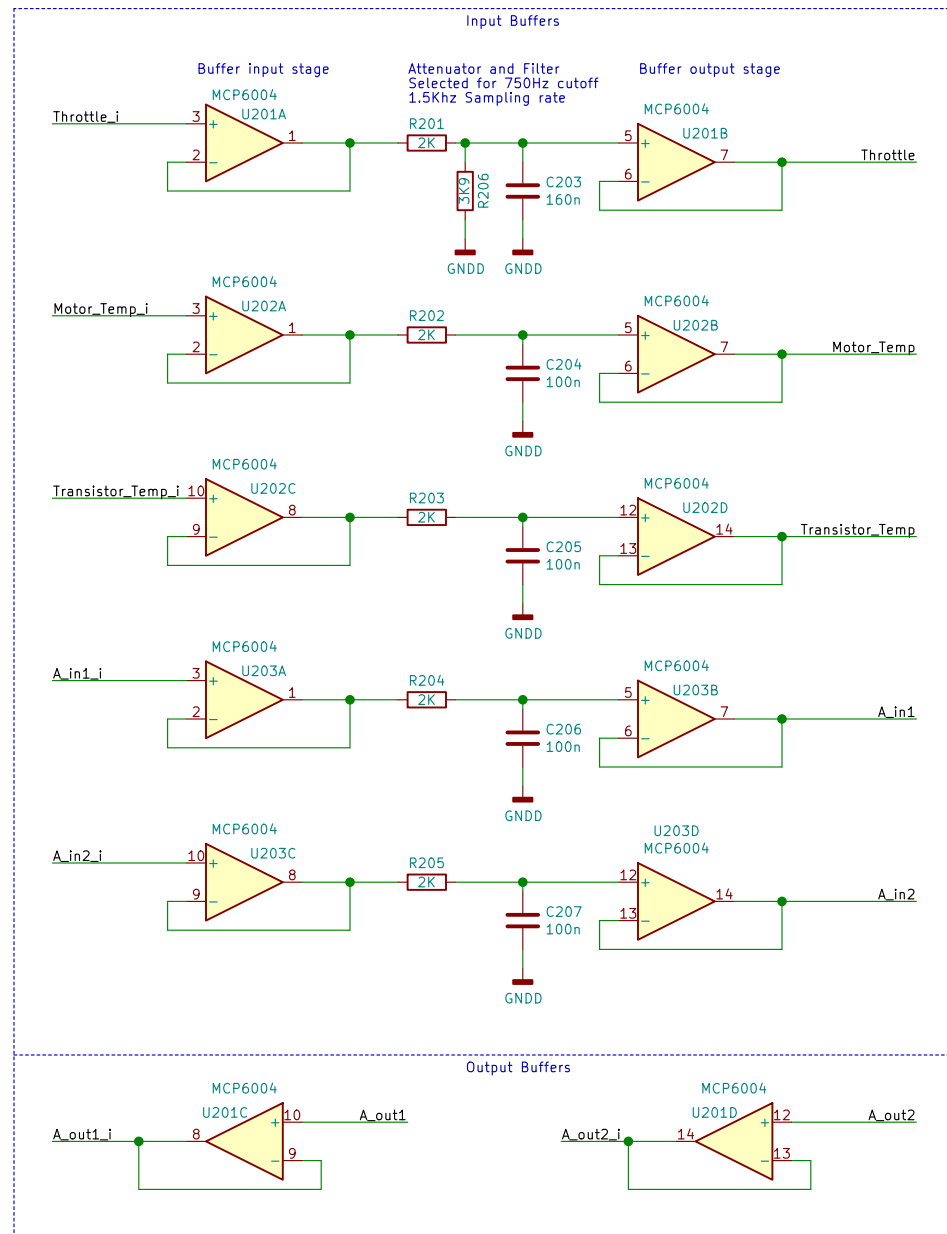 Input Buffers
Buffer input stage
Attenuator and Filter
Selected for 750Hz cutoff
1.5Khz Sampling rate
Buffer output stage
MCP6004
U201A
Throttle_i
3
+
2
−
1
R201
2K
3K9
R206
C203
160n
GNDD
GNDD
MCP6004
U201B
5
+
6
−
7
Throttle
MCP6004
U202A
Motor_Temp_i
3
+
2
−
1
R202
2K
C204
100n
GNDD
MCP6004
U202B
5
+
6
−
7
Motor_Temp
MCP6004
U202C
Transistor_Temp_i
10
+
9
−
8
R203
2K
C205
100n
GNDD
MCP6004
U202D
12
+
13
−
14
Transistor_Temp
MCP6004
U203A
A_in1_i
3
+
2
−
1
R204
2K
C206
100n
GNDD
MCP6004
U203B
5
+
6
−
7
A_in1
MCP6004
U203C
A_in2_i
10
+
9
−
8
R205
2K
C207
100n
GNDD
U203D
MCP6004
12
+
13
−
14
A_in2
Output Buffers
MCP6004
U201C
A_out1_i
8
+
10
−
9
A_out1
MCP6004
U201D
A_out2_i
14
+
12
−
13
A_out2